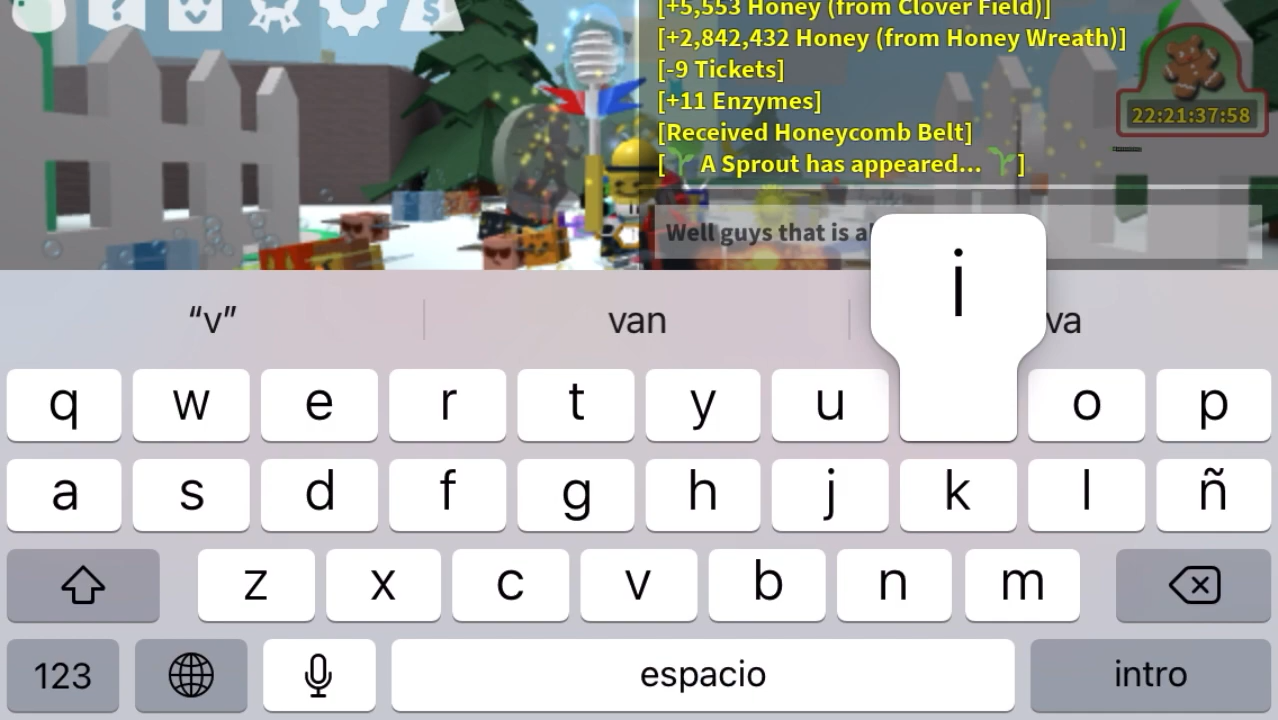 [+5,553 Honey (from Clover Field)]
[+2,842,432 Honey (from Honey Wreath)]
[-9 Tickets]
[+11 Enzymes]
[Received Honeycomb Belt]
[🌱 A Sprout has appeared... 🌱]
22:21:37:58
Well guys that is
i
“v” van va
q w e r t y u o p
a s d f g h j k l ñ
z x c v b n m
123 espacio intro